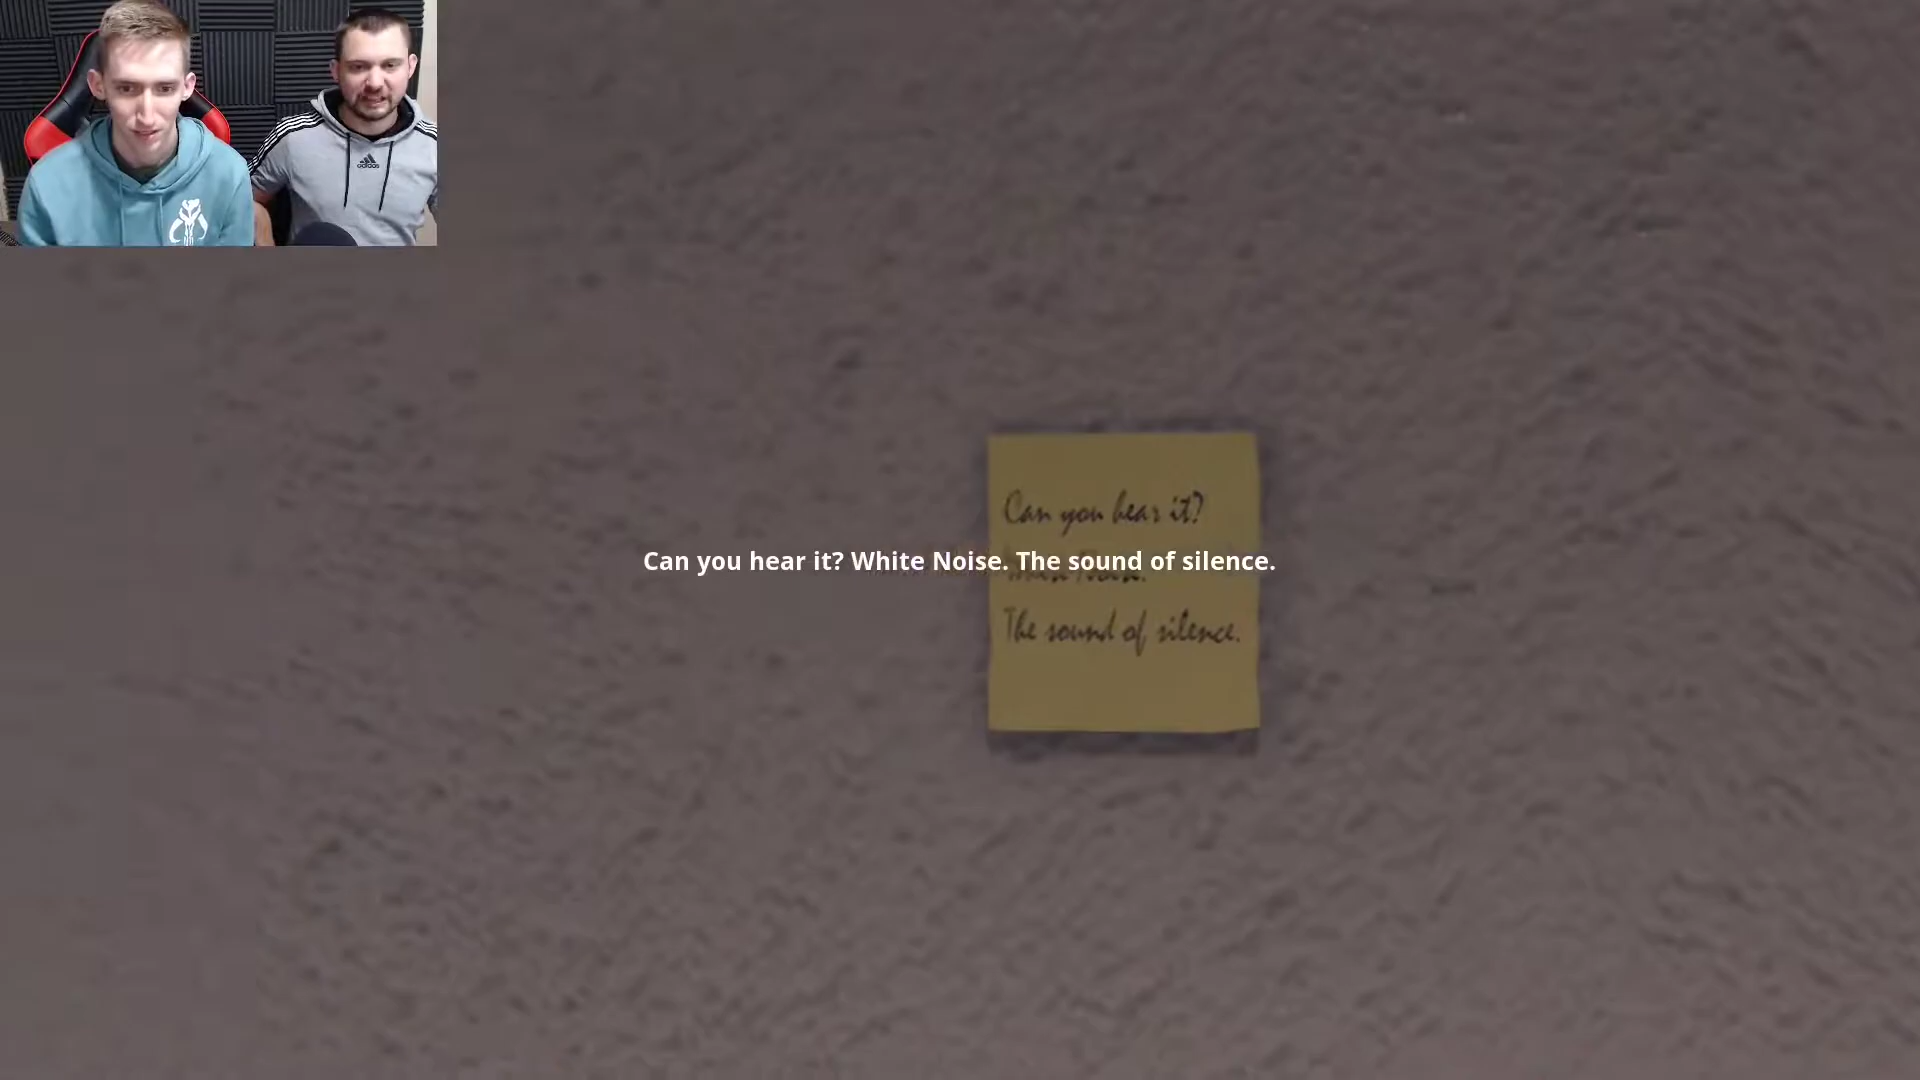 adidas
Can you hear it?
Can you hear it? White Noise. The sound of silence.
The sound of silence.